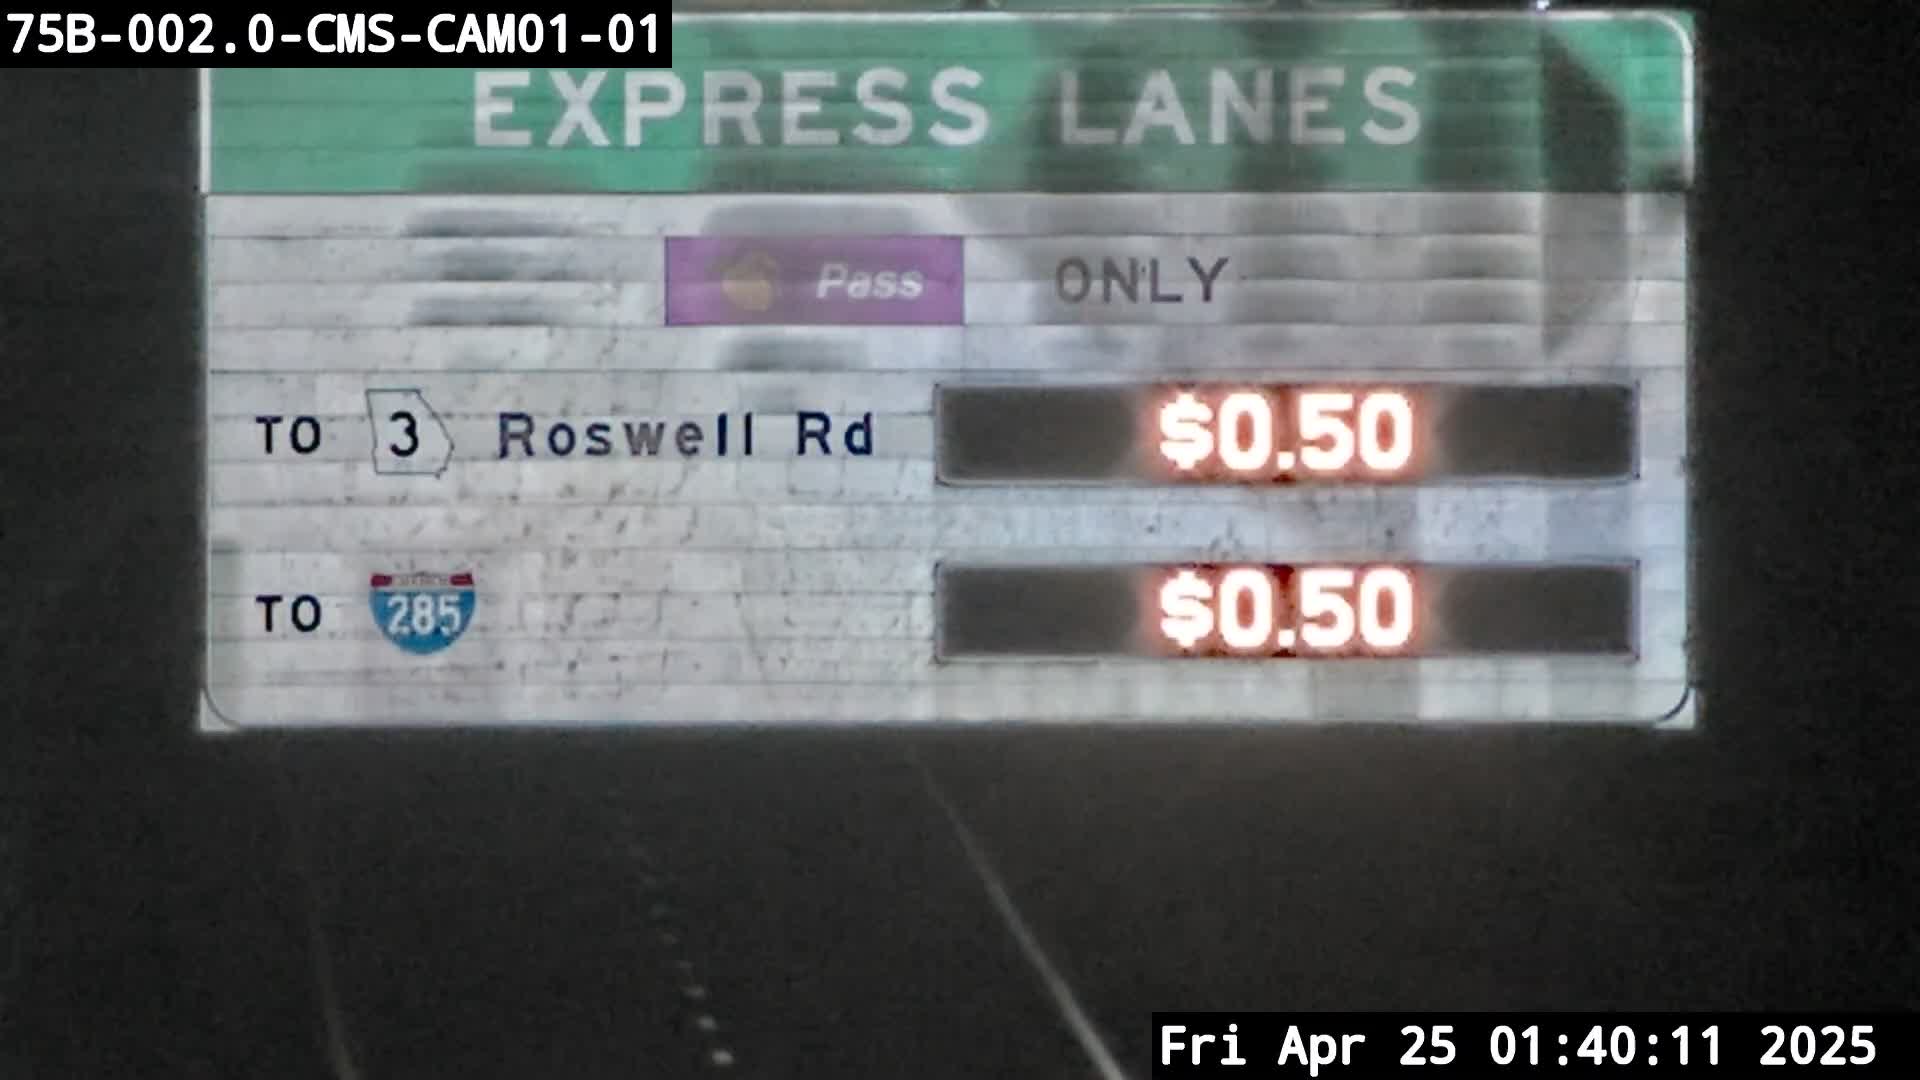 75B-002.0-CMS-CAM01-01
EXPRESS LANES
Pass ONLY
TO 3 Roswell Rd $0.50
TO 285 $0.50
Fri Apr 25 01:40:11 2025